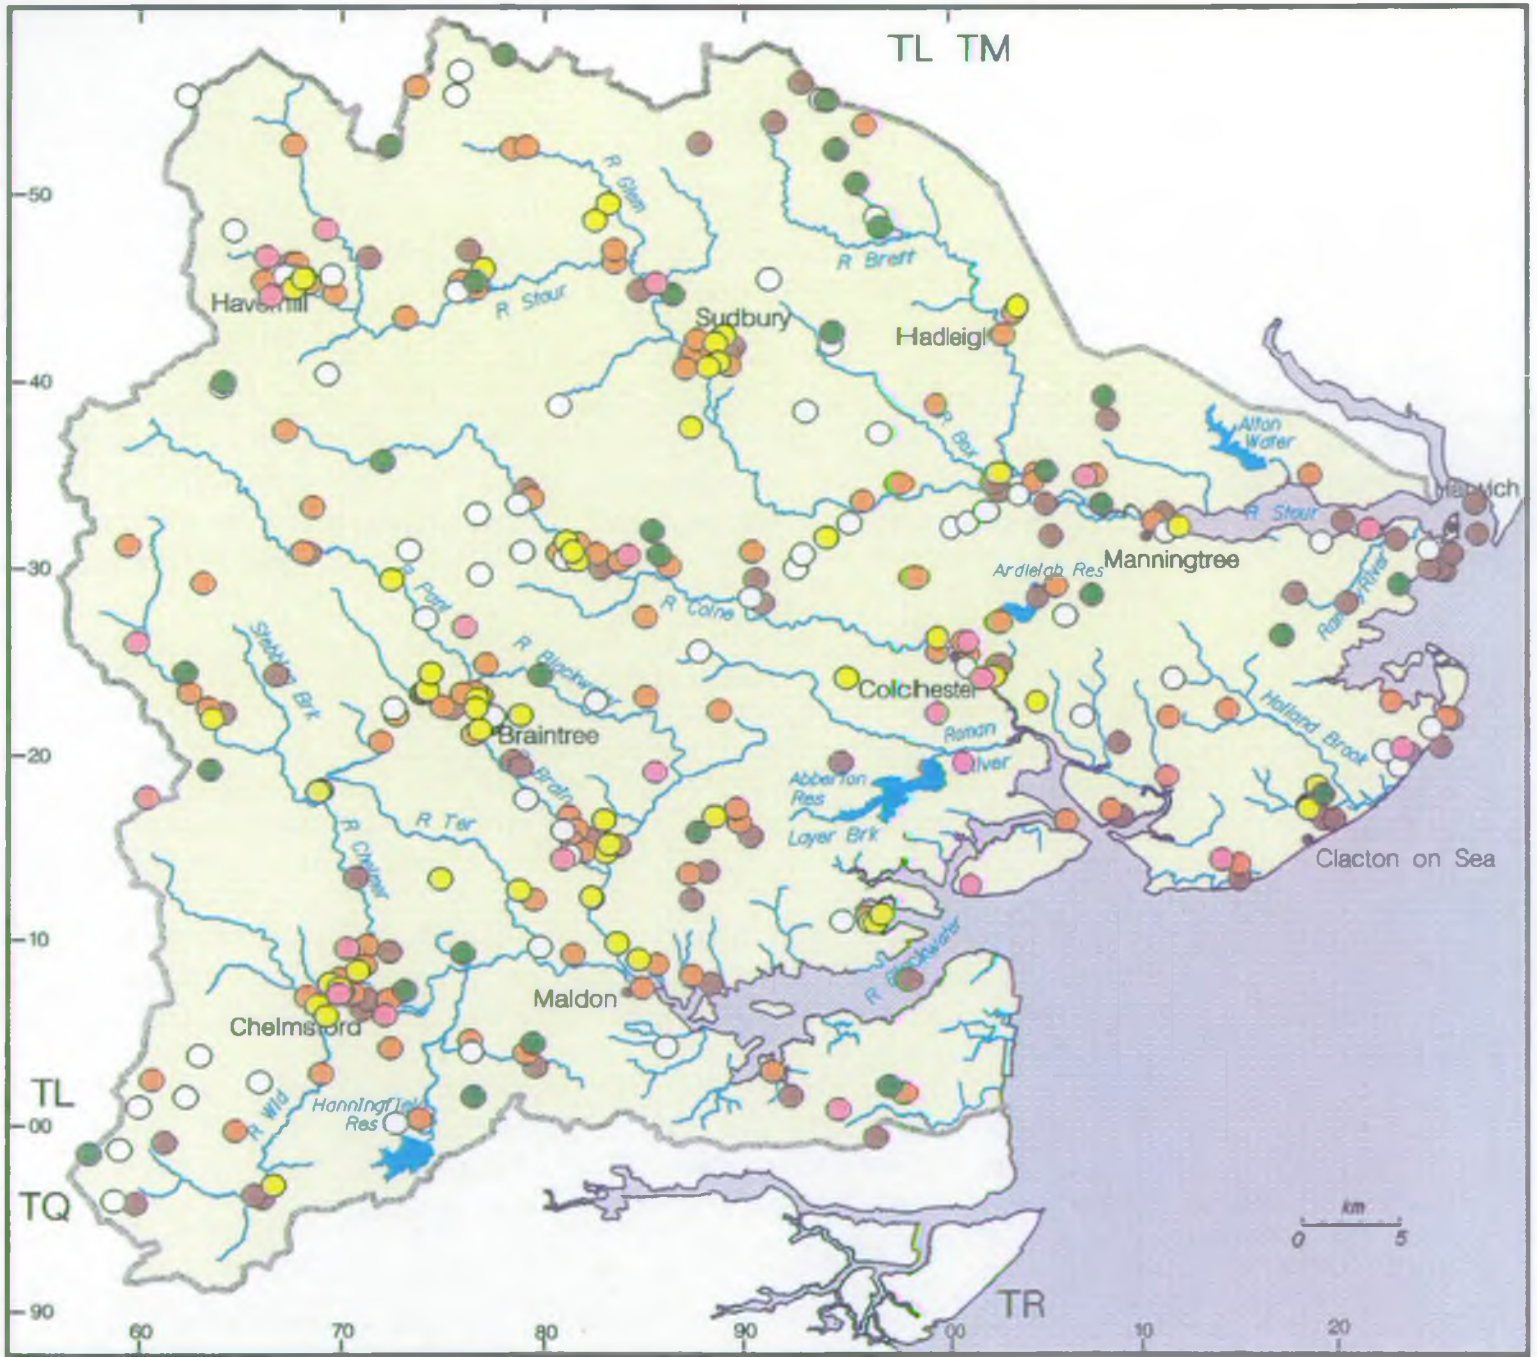 TL TM
50
R Glem
R Brett
Haverhill
R Stour
Sudbury
Hadleigh
40
R Box
Alton
Water
Harwich
R Stour
Manningtree
30
Ardleigh Res
R Pant
R Colne
Ramsey River
Stebbing Brk
R Blackwater
Colchester
Holland Brook
Roman
River
Braintree
20
R Brain
Abberton
Res
R Ter
Layer Brk
R Chelmer
Clacton on Sea
10
R Blackwater
Maldon
Chelmsford
TL
R Wid
Hanningfield
Res
00
TQ
km
0 5
TR
90
60 70 80 90 00 10 20